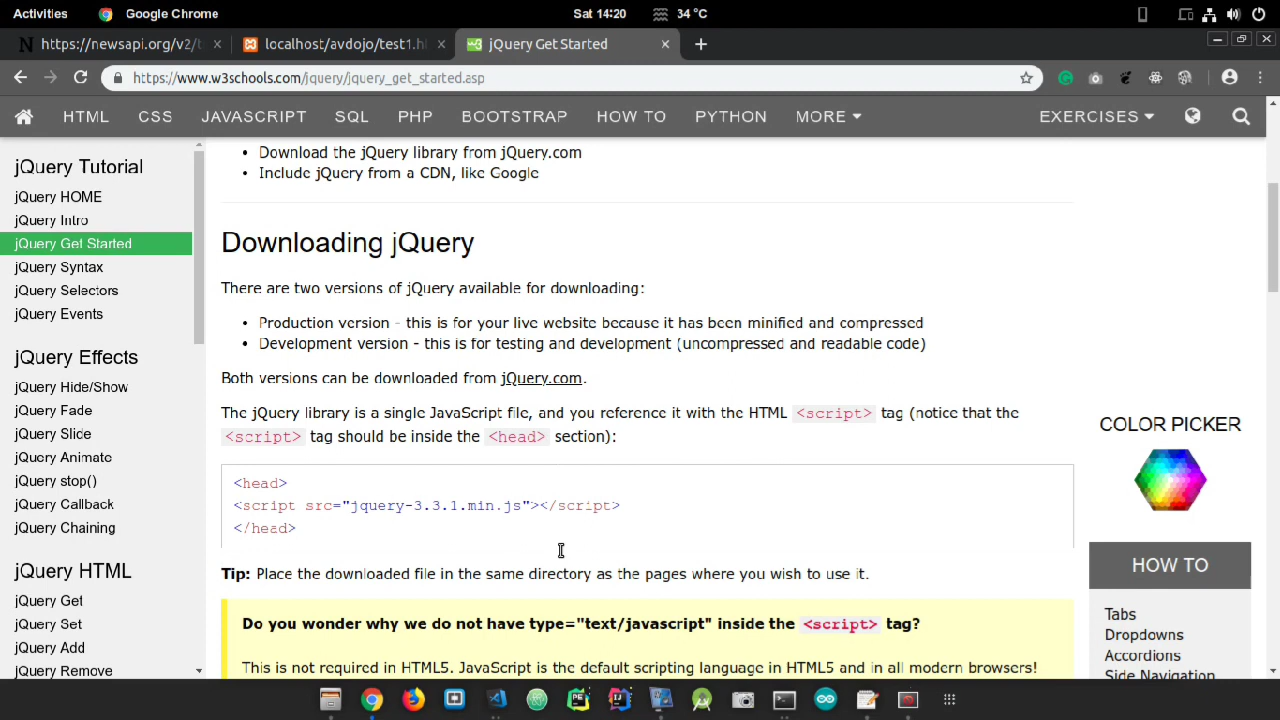 Activities Google Chrome Sat 14:20 34 °C
https://newsapi.org/v2/t × localhost/avdojo/test1.h × jQuery Get Started × +
https://www.w3schools.com/jquery/jquery_get_started.asp
HTML CSS JAVASCRIPT SQL PHP BOOTSTRAP HOW TO PYTHON MORE EXERCISES
jQuery Tutorial
jQuery HOME
jQuery Intro
jQuery Get Started
jQuery Syntax
jQuery Selectors
jQuery Events
jQuery Effects
jQuery Hide/Show
jQuery Fade
jQuery Slide
jQuery Animate
jQuery stop()
jQuery Callback
jQuery Chaining
jQuery HTML
jQuery Get
jQuery Set
jQuery Add
jQuery Remove
• Download the jQuery library from jQuery.com
• Include jQuery from a CDN, like Google
Downloading jQuery
There are two versions of jQuery available for downloading:
• Production version - this is for your live website because it has been minified and compressed
• Development version - this is for testing and development (uncompressed and readable code)
Both versions can be downloaded from jQuery.com.
The jQuery library is a single JavaScript file, and you reference it with the HTML <script> tag (notice that the
<script> tag should be inside the <head> section):
<head>
<script src="jquery-3.3.1.min.js"></script>
</head>
Tip: Place the downloaded file in the same directory as the pages where you wish to use it.
Do you wonder why we do not have type="text/javascript" inside the <script> tag?
This is not required in HTML5. JavaScript is the default scripting language in HTML5 and in all modern browsers!
COLOR PICKER
HOW TO
Tabs
Dropdowns
Accordions
Side Navigation